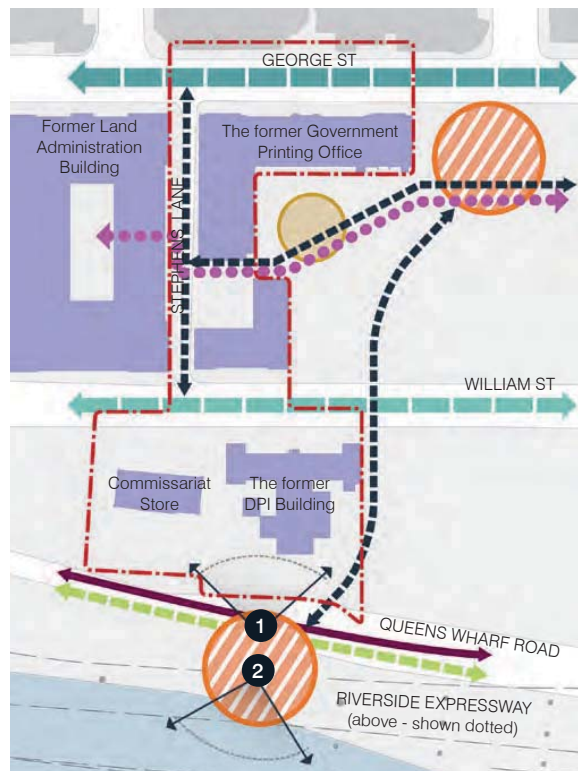 GEORGE ST
Former Land
Administration
Building
The former Government
Printing Office
STEPHENS LANE
WILLIAM ST
Commissariat
Store
The former
DPI Building
1
QUEENS WHARF ROAD
2
RIVERSIDE EXPRESSWAY
(above - shown dotted)